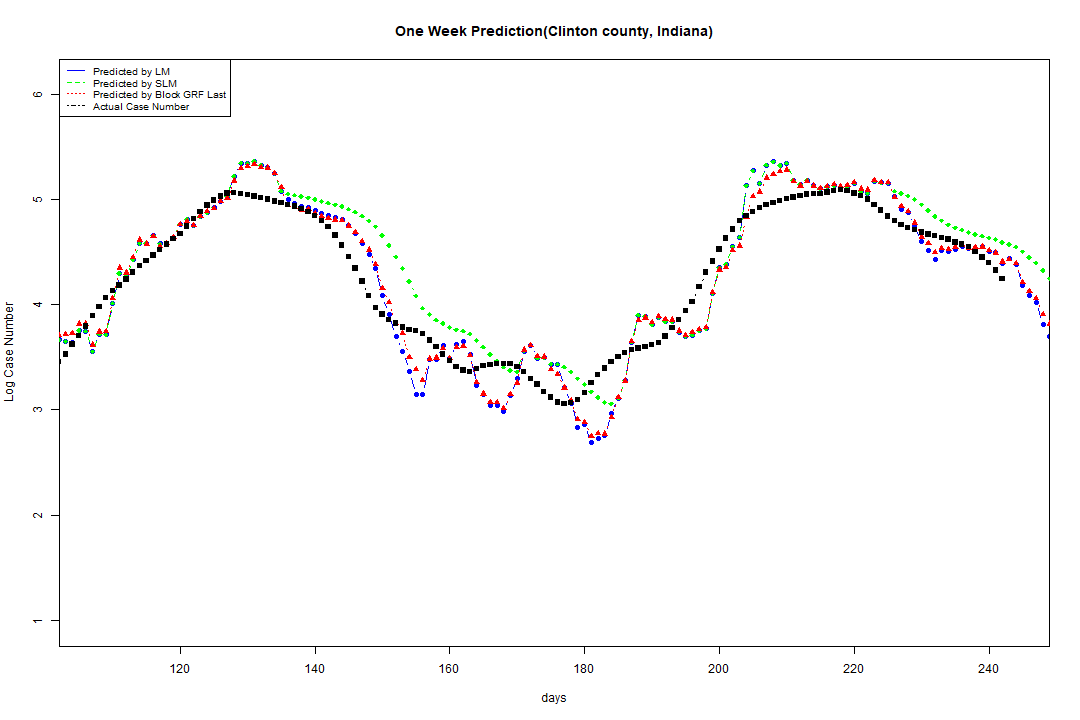 One Week Prediction(Clinton county, Indiana)
Predicted by LM
Predicted by SLM
Predicted by Block GRF Last
Actual Case Number
6
5
4
3
2
1
Log Case Number
120 140 160 180 200 220 240
days